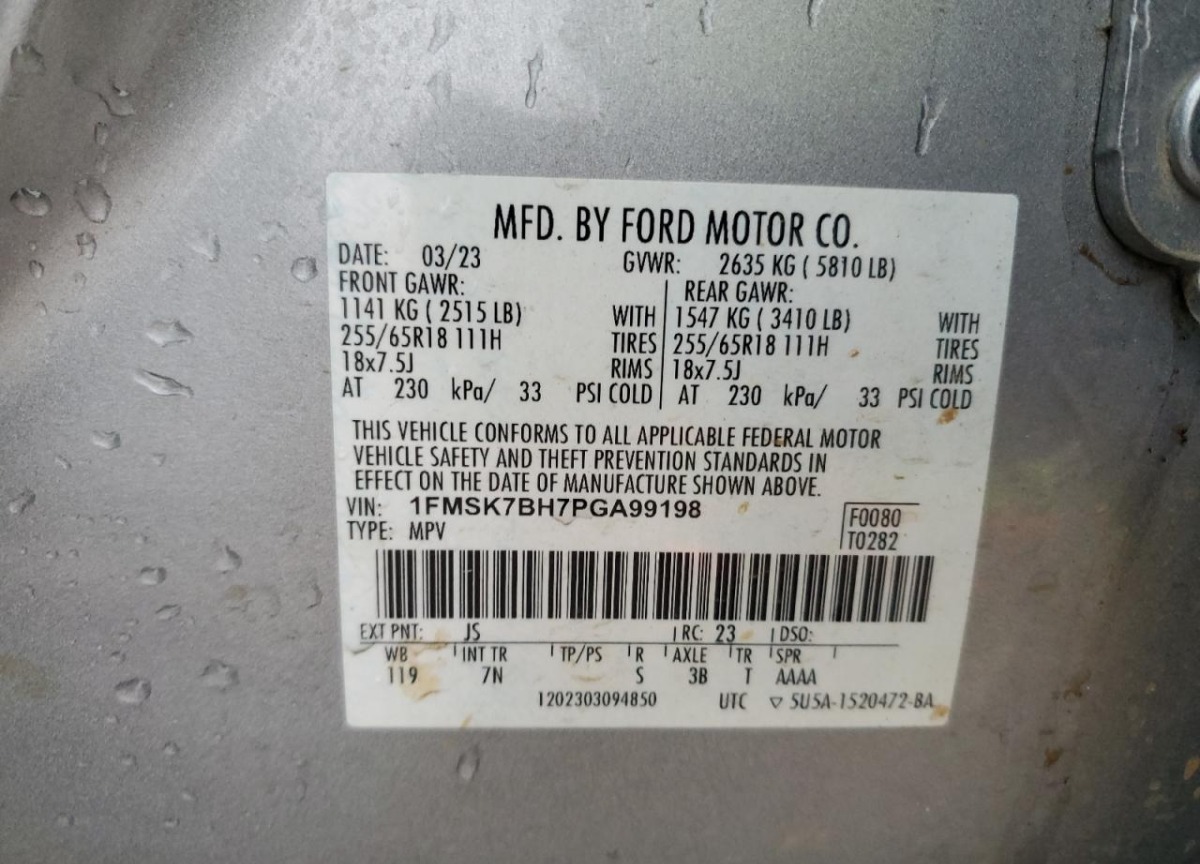 MFD. BY FORD MOTOR CO.
DATE: 03/23 GVWR: 2635 KG ( 5810 LB)
FRONT GAWR: REAR GAWR:
1141 KG ( 2515 LB) WITH 1547 KG ( 3410 LB) WITH
255/65R18 111H TIRES 255/65R18 111H TIRES
18x7.5J RIMS 18x7.5J RIMS
AT 230 kPa/ 33 PSI COLD AT 230 kPa/ 33 PSI COLD
THIS VEHICLE CONFORMS TO ALL APPLICABLE FEDERAL MOTOR
VEHICLE SAFETY AND THEFT PREVENTION STANDARDS IN
EFFECT ON THE DATE OF MANUFACTURE SHOWN ABOVE.
VIN: 1FMSK7BH7PGA99198
F0080
TYPE: MPV
T0282
EXT PNT: JS RC: 23 DSO:
WB INT TR TP/PS R AXLE TR SPR
119 7N S 3B T AAAA
1202303094850 UTC ▽ 5U5A-1520472-BA